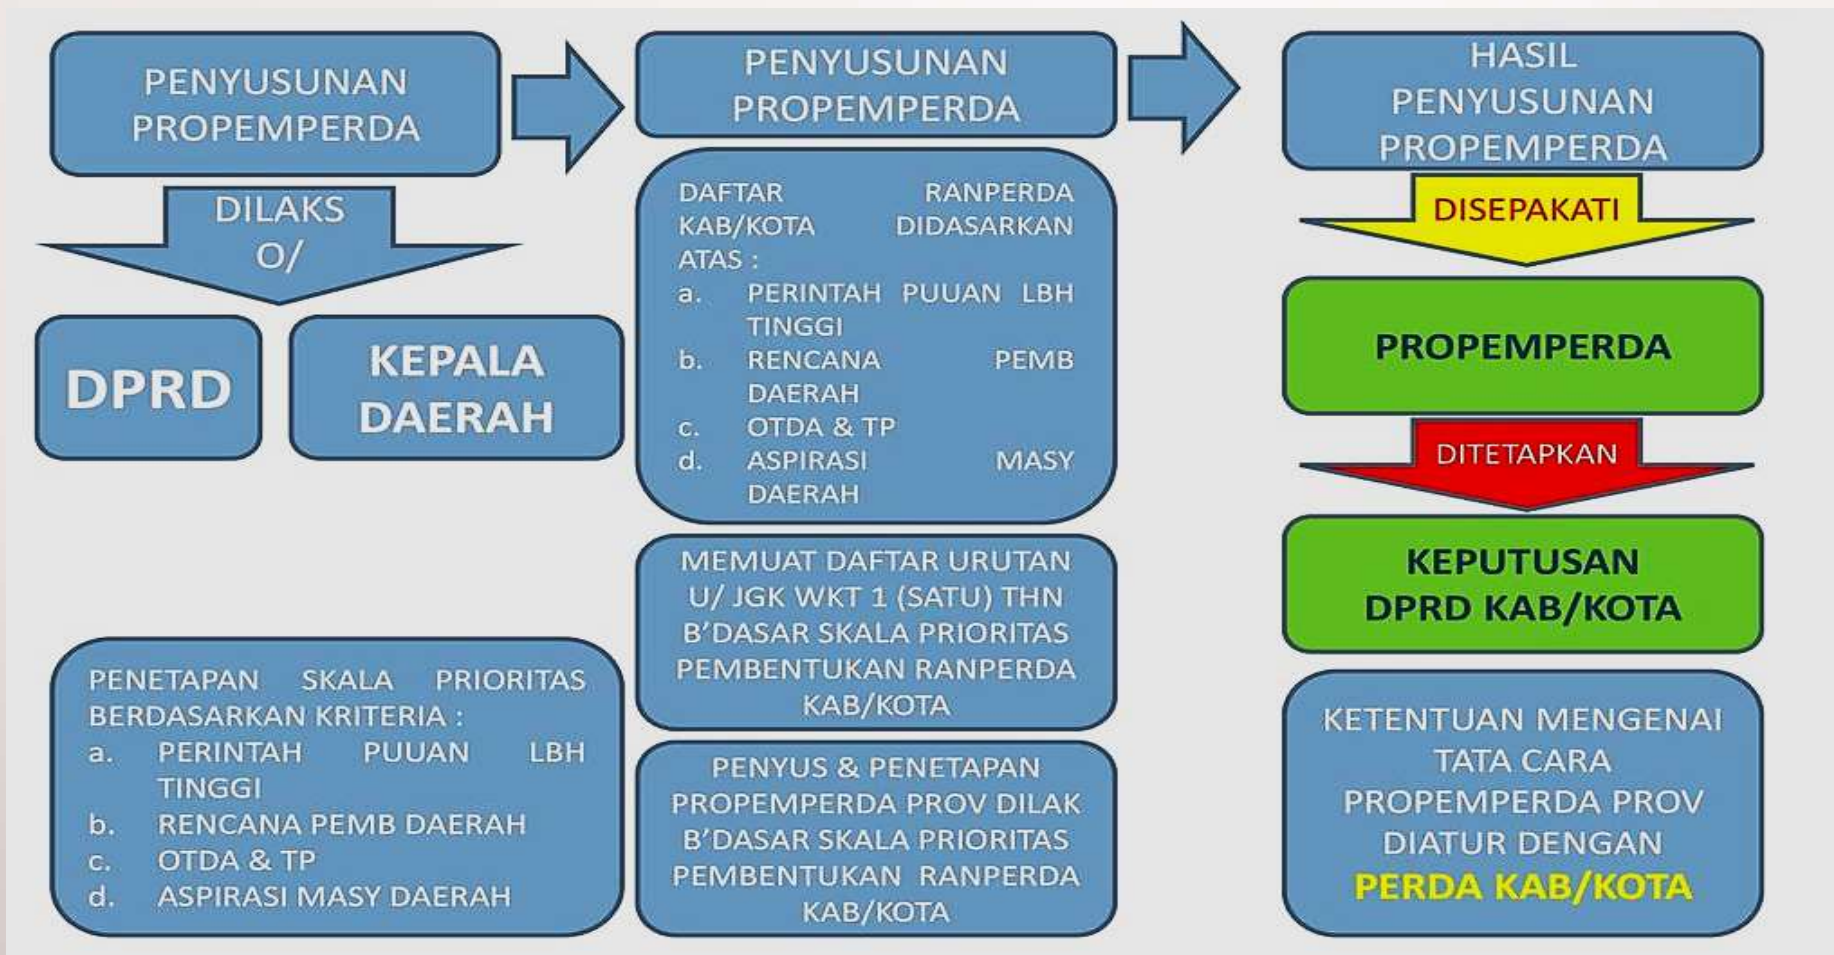 PENYUSUNAN
PROPEMPERDA
DILAKS
O/
DPRD
KEPALA
DAERAH
PENETAPAN SKALA PRIORITAS
BERDASARKAN KRITERIA :
a. PERINTAH PUUAN LBH
TINGGI
b. RENCANA PEMB DAERAH
c. OTDA & TP
d. ASPIRASI MASY DAERAH
PENYUSUNAN
PROPEMPERDA
DAFTAR RANPERDA
KAB/KOTA DIDASARKAN
ATAS :
a. PERINTAH PUUAN LBH
TINGGI
b. RENCANA PEMB
DAERAH
c. OTDA & TP
d. ASPIRASI MASY
DAERAH
MEMUAT DAFTAR URUTAN
U/ JGK WKT 1 (SATU) THN
B'DASAR SKALA PRIORITAS
PEMBENTUKAN RANPERDA
KAB/KOTA
PENYUS & PENETAPAN
PROPEMPERDA PROV DILAK
B'DASAR SKALA PRIORITAS
PEMBENTUKAN RANPERDA
KAB/KOTA
HASIL
PENYUSUNAN
PROPEMPERDA
DISEPAKATI
PROPEMPERDA
DITETAPKAN
KEPUTUSAN
DPRD KAB/KOTA
KETENTUAN MENGENAI
TATA CARA
PROPEMPERDA PROV
DIATUR DENGAN
PERDA KAB/KOTA